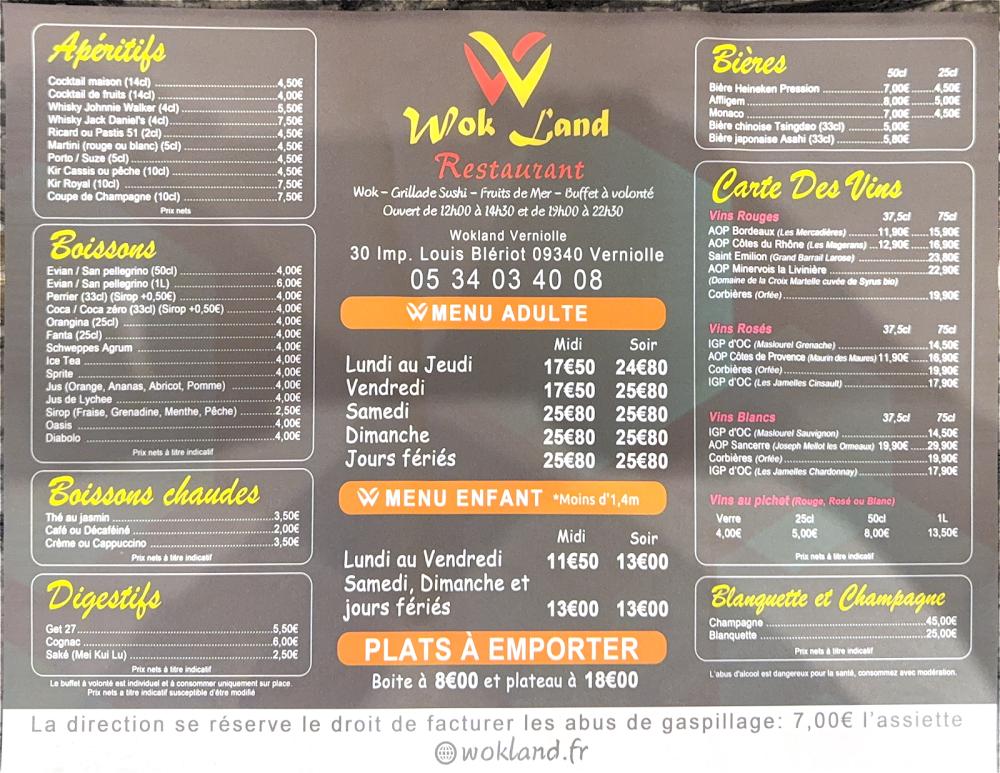 Apéritifs
Cocktail maison (14cl) 4,50€
Cocktail de fruits (14cl) 4,00€
Whisky Johnnie Walker (4cl) 5,50€
Whisky Jack Daniel's (4cl) 7,50€
Ricard ou Pastis 51 (2cl) 4,50€
Martini (rouge ou blanc) (5cl) 4,50€
Porto / Suze (5cl) 4,50€
Kir Cassis ou pêche (10cl) 4,50€
Kir Royal (10cl) 7,50€
Coupe de Champagne (10cl) 7,50€
Prix nets
Boissons
Evian / San pellegrino (50cl) 4,00€
Evian / San pellegrino (1L) 6,00€
Perrier (33cl) (Sirop +0,50€) 4,00€
Coca / Coca zéro (33cl) (Sirop +0,50€) 4,00€
Orangina (25cl) 4,00€
Fanta (25cl) 4,00€
Schweppes Agrum 4,00€
Ice Tea 4,00€
Sprite 4,00€
Jus (Orange, Ananas, Abricot, Pomme) 4,00€
Jus de Lychee 4,00€
Sirop (Fraise, Grenadine, Menthe, Pêche) 2,50€
Oasis 4,00€
Diabolo 4,00€
Prix nets à titre indicatif
Boissons chaudes
Thé au jasmin 3,50€
Café ou Décaféiné 2,00€
Crème ou Cappuccino 3,50€
Prix nets à titre indicatif
Digestifs
Get 27 5,50€
Cognac 6,00€
Saké (Mei Kui Lu) 2,50€
Prix nets à titre indicatif
Le buffet à volonté est individuel et à consommer uniquement sur place.
Prix nets a titre indicatif susceptible d'être modifié
Wok Land
Restaurant
Wok – Grillade Sushi – Fruits de Mer – Buffet à volonté
Ouvert de 12h00 à 14h30 et de 19h00 à 22h30
Wokland Verniolle
30 Imp. Louis Blériot 09340 Verniolle
05 34 03 40 08
MENU ADULTE
Midi Soir
Lundi au Jeudi 17€50 24€80
Vendredi 17€50 25€80
Samedi 25€80 25€80
Dimanche 25€80 25€80
Jours fériés 25€80 25€80
MENU ENFANT *Moins d'1,4m
Midi Soir
Lundi au Vendredi 11€50 13€00
Samedi, Dimanche et
jours fériés 13€00 13€00
PLATS À EMPORTER
Boite à 8€00 et plateau à 18€00
Bières
50cl 25cl
Bière Heineken Pression 7,00€ 4,50€
Affligem 8,00€ 5,00€
Monaco 7,00€ 4,50€
Bière chinoise Tsingdao (33cl) 5,00€
Bière japonaise Asahi (33cl) 5,80€
Carte Des Vins
Vins Rouges 37,5cl 75cl
AOP Bordeaux (Les Mercadières) 11,90€ 15,90€
AOP Côtes du Rhône (Les Magerans) 12,90€ 16,90€
Saint Emilion (Grand Barrail Larose) 23,80€
AOP Minervois la Livinière 22,90€
(Domaine de la Croix Martelle cuvée de Syrus bio)
Corbières (Orfée) 19,90€
Vins Rosés 37,5cl 75cl
IGP d'OC (Maslourel Grenache) 14,50€
AOP Côtes de Provence (Maurin des Maures) 11,90€ 16,90€
Corbières (Orfée) 19,90€
IGP d'OC (Les Jamelles Cinsault) 17,90€
Vins Blancs 37,5cl 75cl
IGP d'OC (Maslourel Sauvignon) 14,50€
AOP Sancerre (Joseph Mellot les Ormeaux) 19,90€ 29,90€
Corbières (Orfée) 19,90€
IGP d'OC (Les Jamelles Chardonnay) 17,90€
Vins au pichet (Rouge, Rosé ou Blanc)
Verre 25cl 50cl 1L
4,00€ 5,00€ 8,00€ 13,50€
Prix nets à titre indicatif
Blanquette et Champagne
Champagne 45,00€
Blanquette 25,00€
Prix nets à titre indicatif
L'abus d'alcool est dangereux pour la santé, consommez avec modération.
La direction se réserve le droit de facturer les abus de gaspillage: 7,00€ l'assiette
wokland.fr